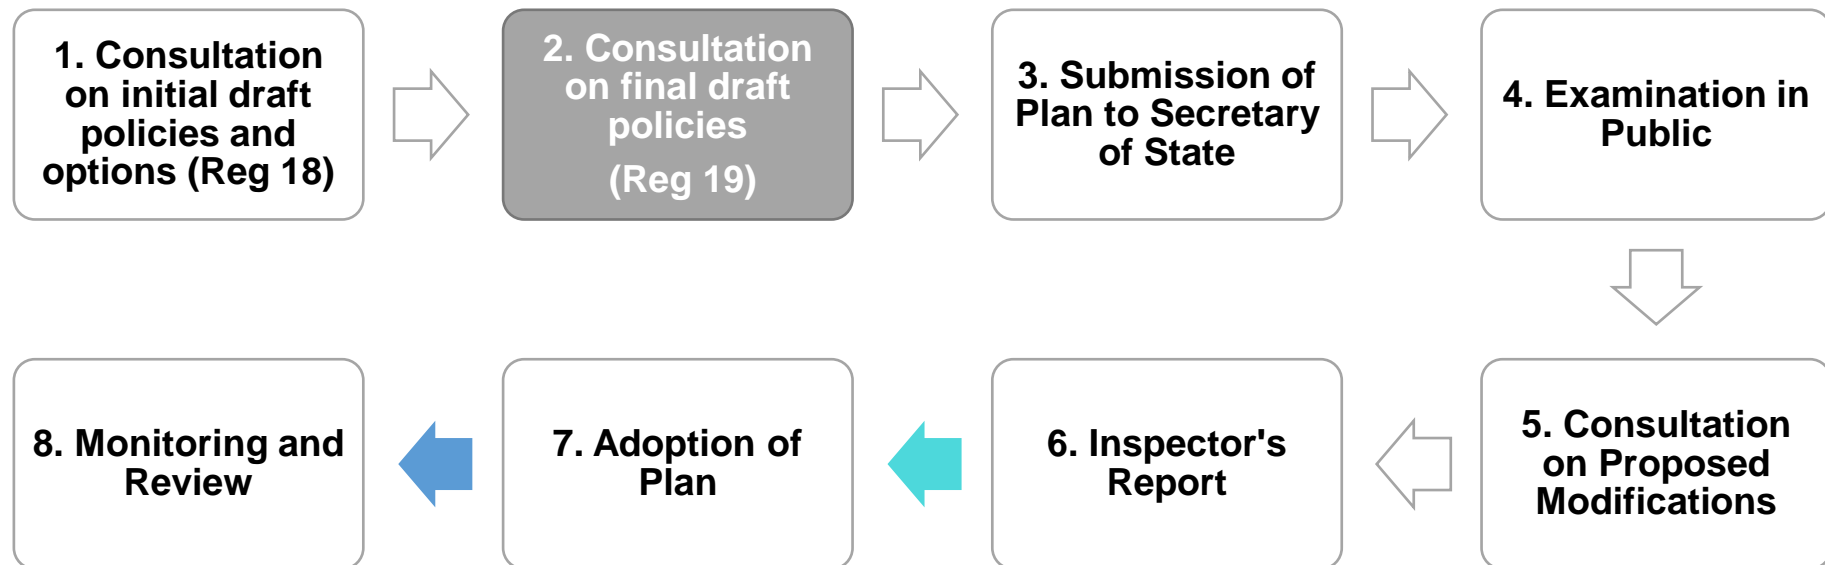 1. Consultation
on initial draft
policies and
options (Reg 18)
2. Consultation
on final draft
policies
(Reg 19)
3. Submission of
Plan to Secretary
of State
4. Examination in
Public
5. Consultation
on Proposed
Modifications
6. Inspector's
Report
7. Adoption of
Plan
8. Monitoring and
Review